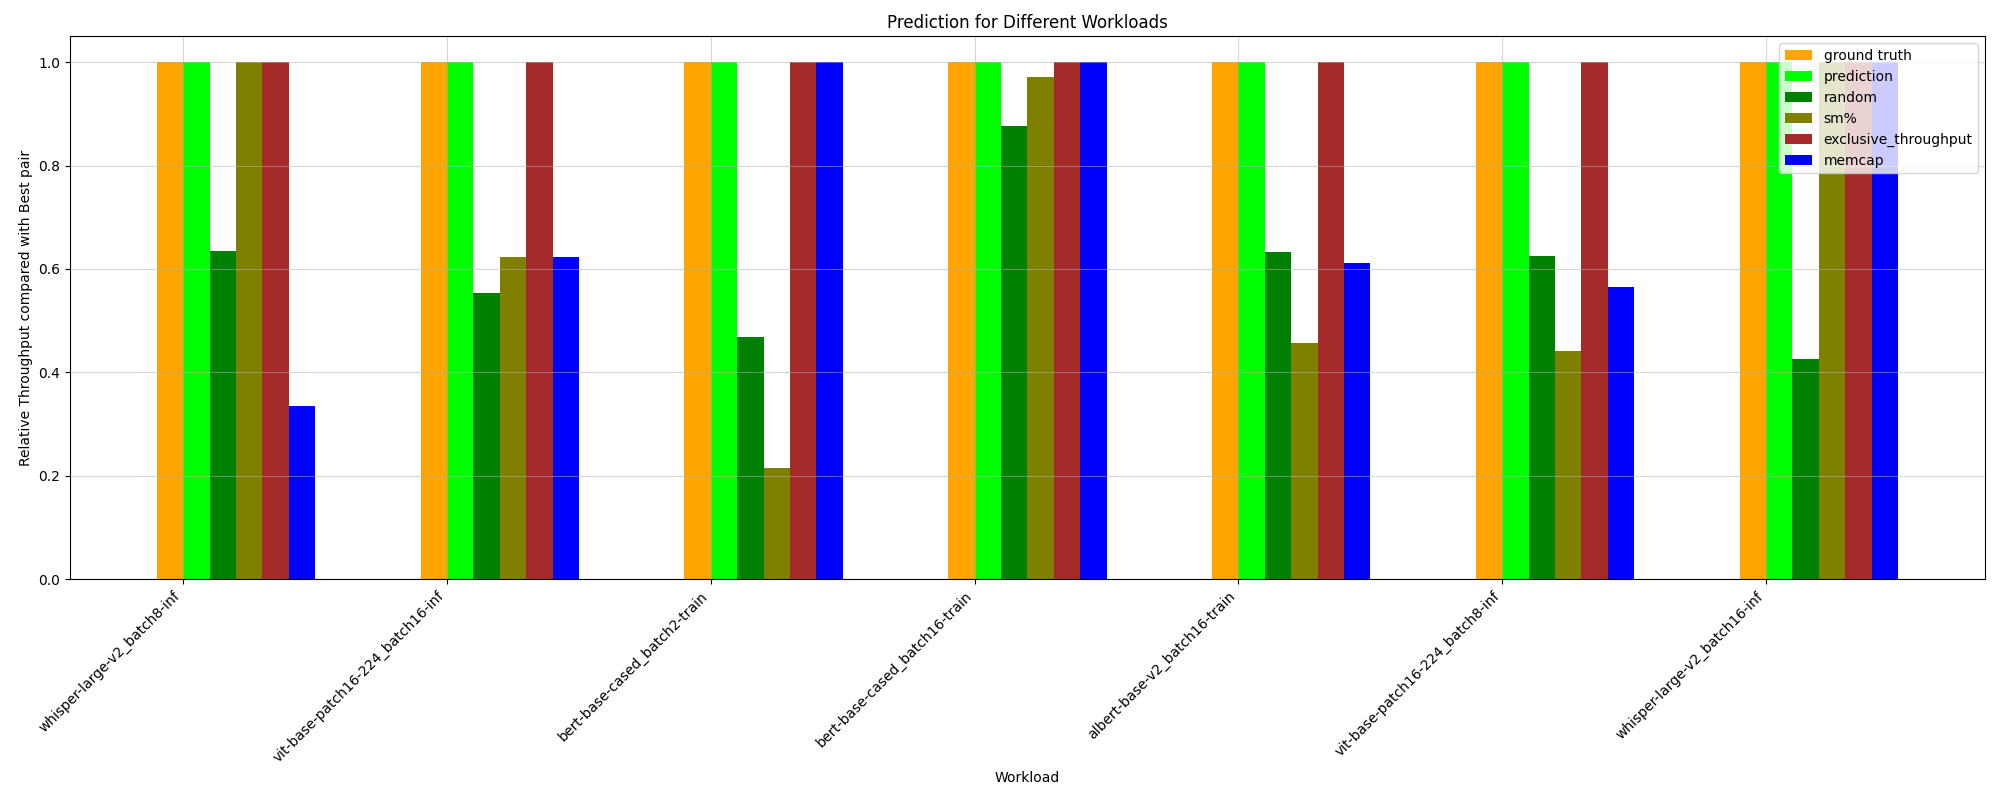 Prediction for Different Workloads
Relative Throughput compared with Best pair
1.0
0.8
0.6
0.4
0.2
0.0
ground truth
prediction
random
sm%
exclusive_throughput
memcap
whisper-large-v2_batch8-inf
vit-base-patch16-224_batch16-inf
bert-base-cased_batch2-train
bert-base-cased_batch16-train
albert-base-v2_batch16-train
vit-base-patch16-224_batch8-inf
whisper-large-v2_batch16-inf
Workload